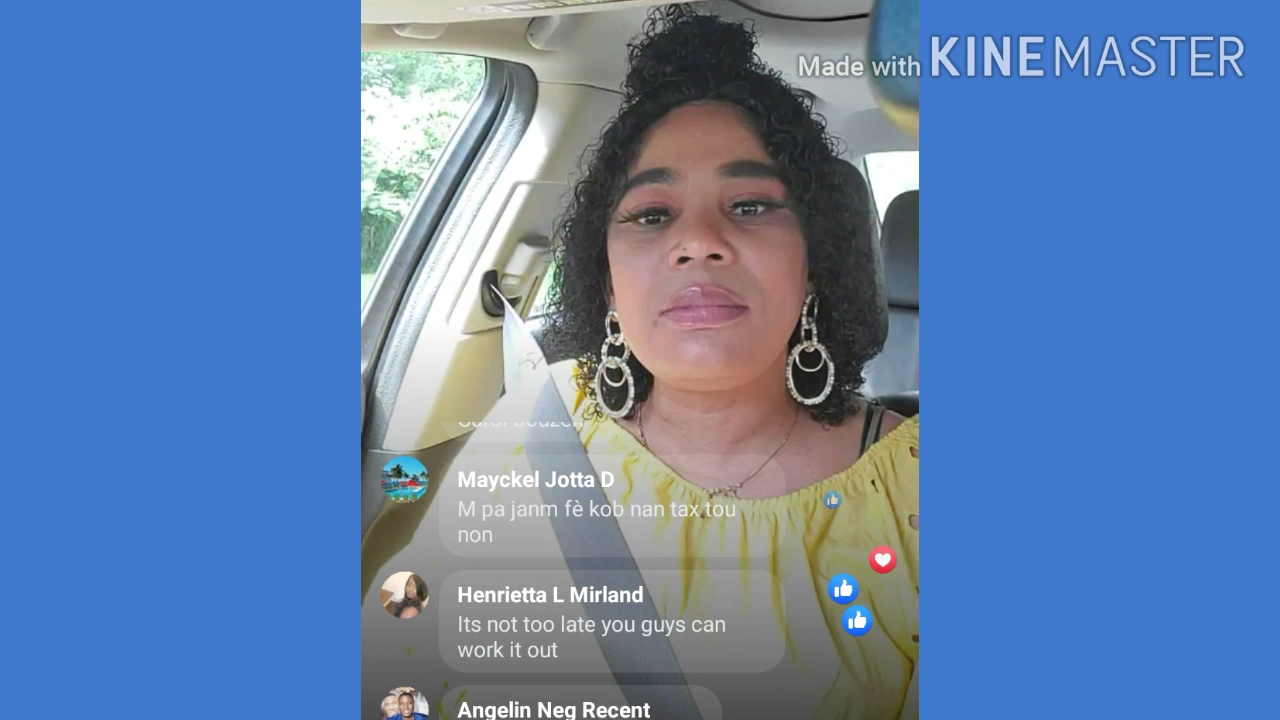 Made with KINEMASTER
Mayckel Jotta D
M pa janm fè kob nan tax tou
non
Henrietta L Mirland
Its not too late you guys can
work it out
Angelin Neg Recent